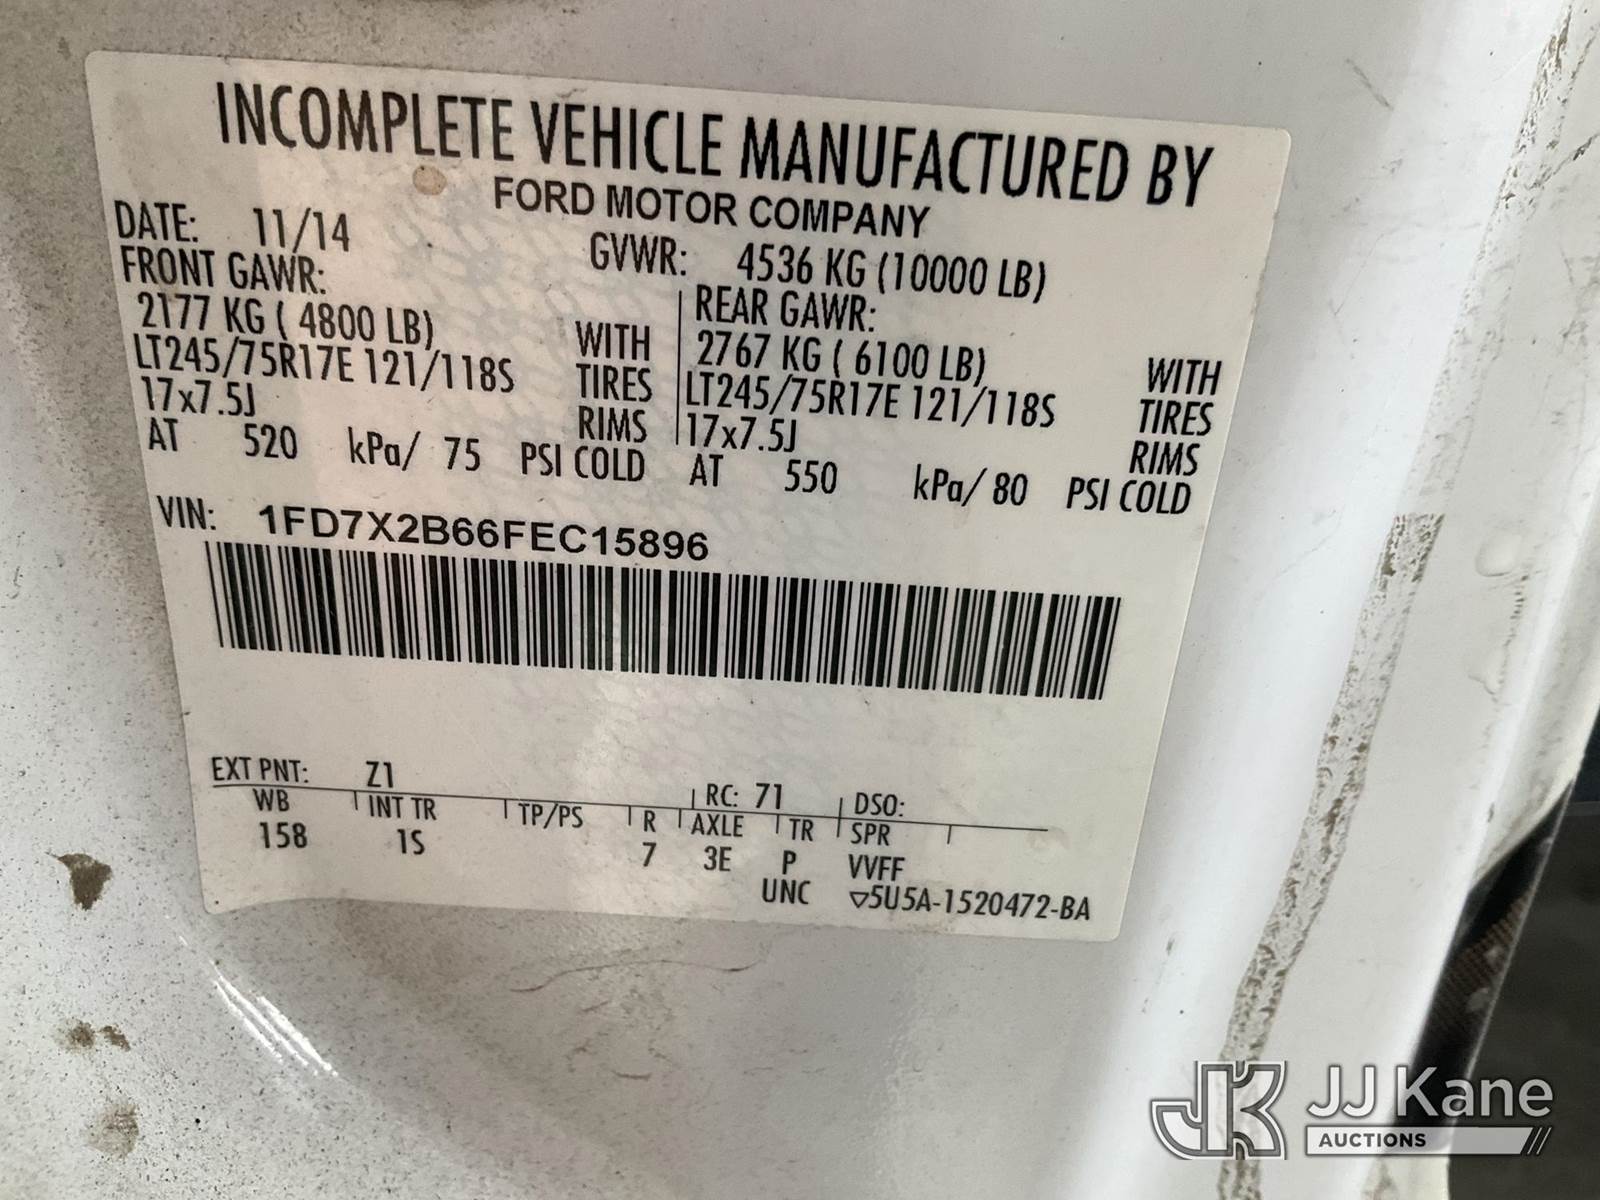 INCOMPLETE VEHICLE MANUFACTURED BY
FORD MOTOR COMPANY
DATE: 11/14 GVWR: 4536 KG (10000 LB)
FRONT GAWR: REAR GAWR:
2177 KG ( 4800 LB) WITH 2767 KG ( 6100 LB) WITH
LT245/75R17E 121/118S TIRES LT245/75R17E 121/118S TIRES
17x7.5J RIMS 17x7.5J RIMS
AT 520 kPa/ 75 PSI COLD AT 550 kPa/ 80 PSI COLD
VIN: 1FD7X2B66FEC15896
EXT PNT: Z1 RC: 71 DSO:
WB INT TR TP/PS R AXLE TR SPR
158 1S 7 3E P VVFF
UNC ▽5U5A-1520472-BA
JK JJ Kane
AUCTIONS